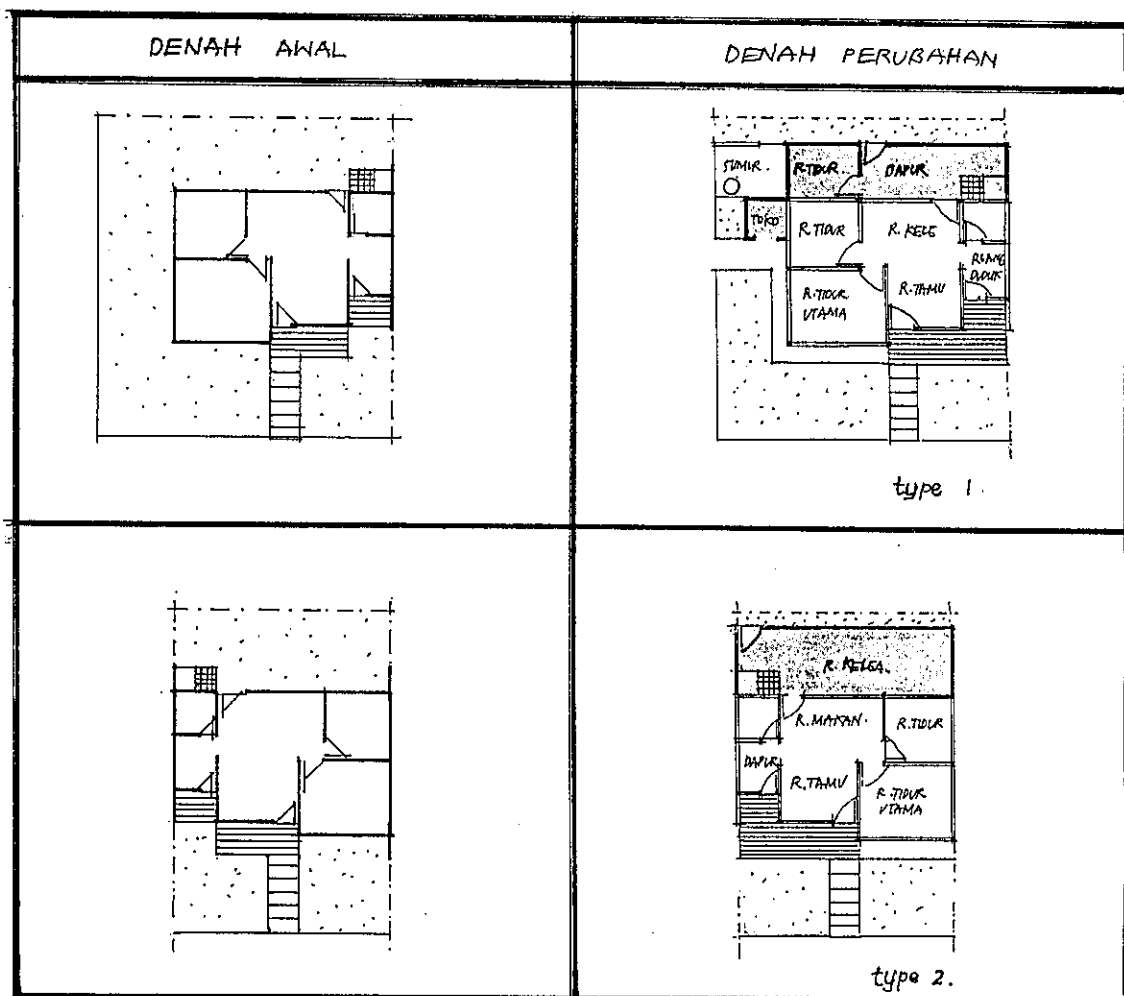 DENAH AWAL
DENAH PERUBAHAN
SUMUR.
R.TIDUR
DAPUR
TOKO
R.TIDUR
R. KELG
RUANG
DUDUK
R.TIDUR
UTAMA
R.TAMU
type 1.
R. KELGA.
R.MAKAN.
R.TIDUR
DAPUR
R.TAMU
R.TIDUR
UTAMA
type 2.